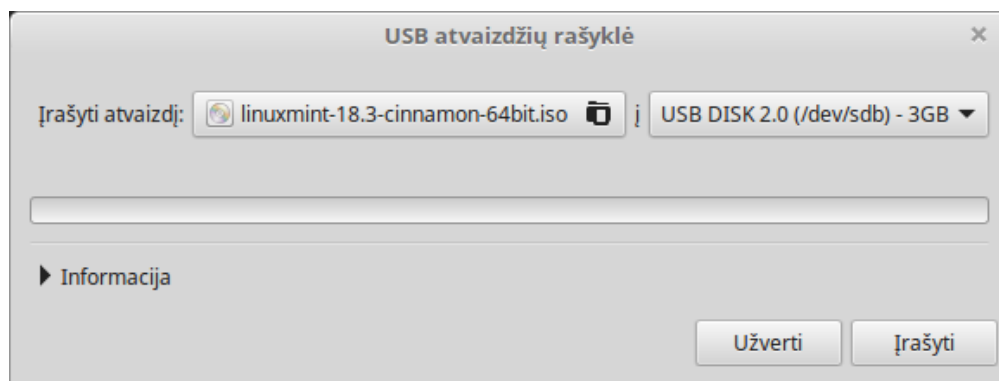 USB atvaizdžių rašyklė
Įrašyti atvaizdį: linuxmint-18.3-cinnamon-64bit.iso į USB DISK 2.0 (/dev/sdb) - 3GB
Informacija
Užverti Įrašyti